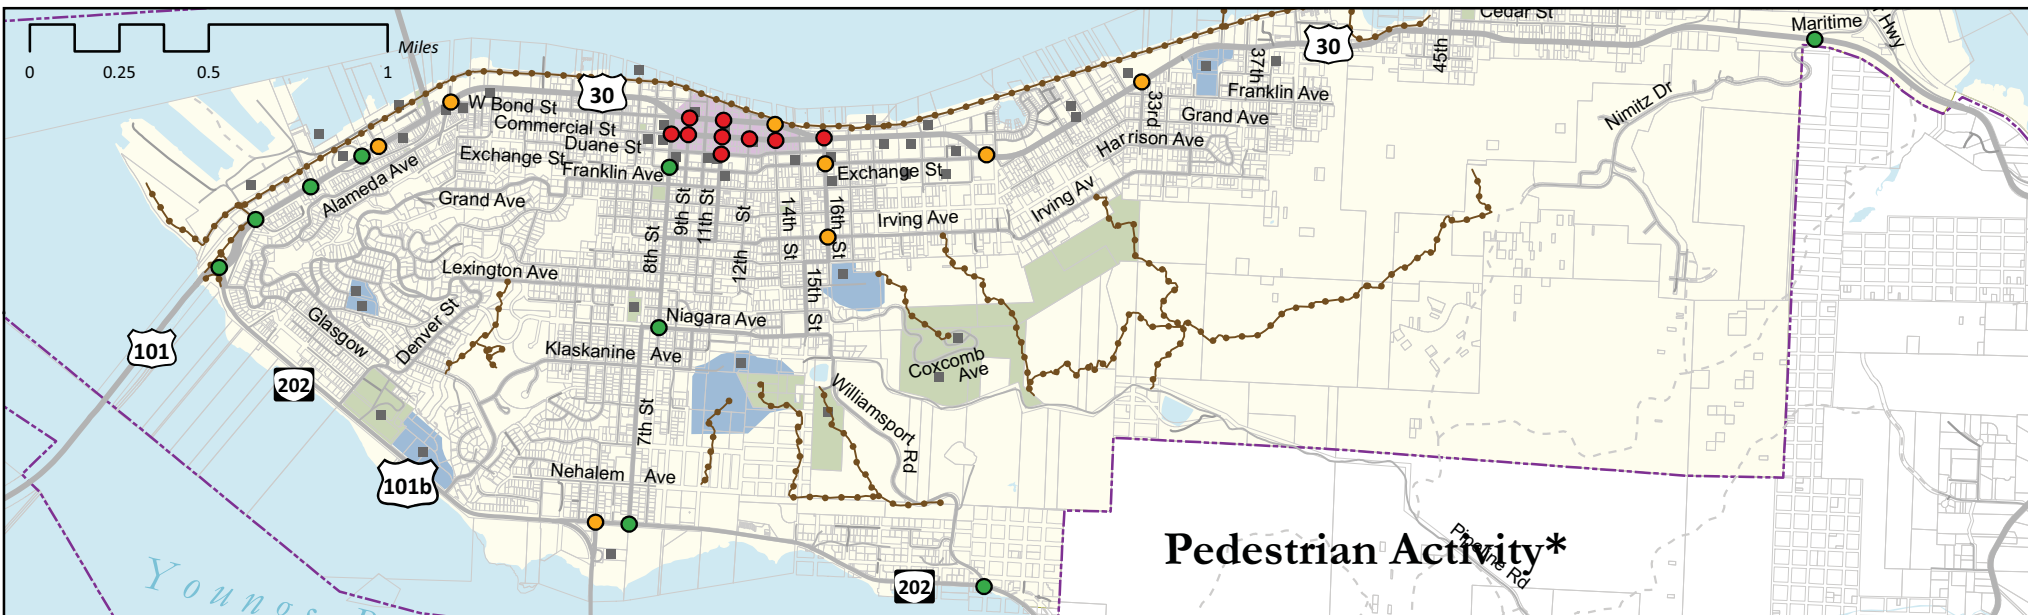 Miles
0 0.25 0.5 1
Cedar St
Maritime
Hwy
30
30
45th
37th
Franklin Ave
Grand Ave
33rd
Harrison Ave
Nimitz Dr
W Bond St
Commercial St
Duane St
Exchange St
Franklin Ave
Alameda Ave
Grand Ave
Exchange St
Irving Ave
Irving Av
8th St
9th St
11th St
12th St
14th St
15th St
16th St
Lexington Ave
Niagara Ave
Glasgow
Denver St
Klaskanine Ave
Coxcomb
Ave
Williamsport Rd
7th St
Nehalem Ave
101
202
101b
202
Pipeline Rd
Pedestrian Activity*
Youngs